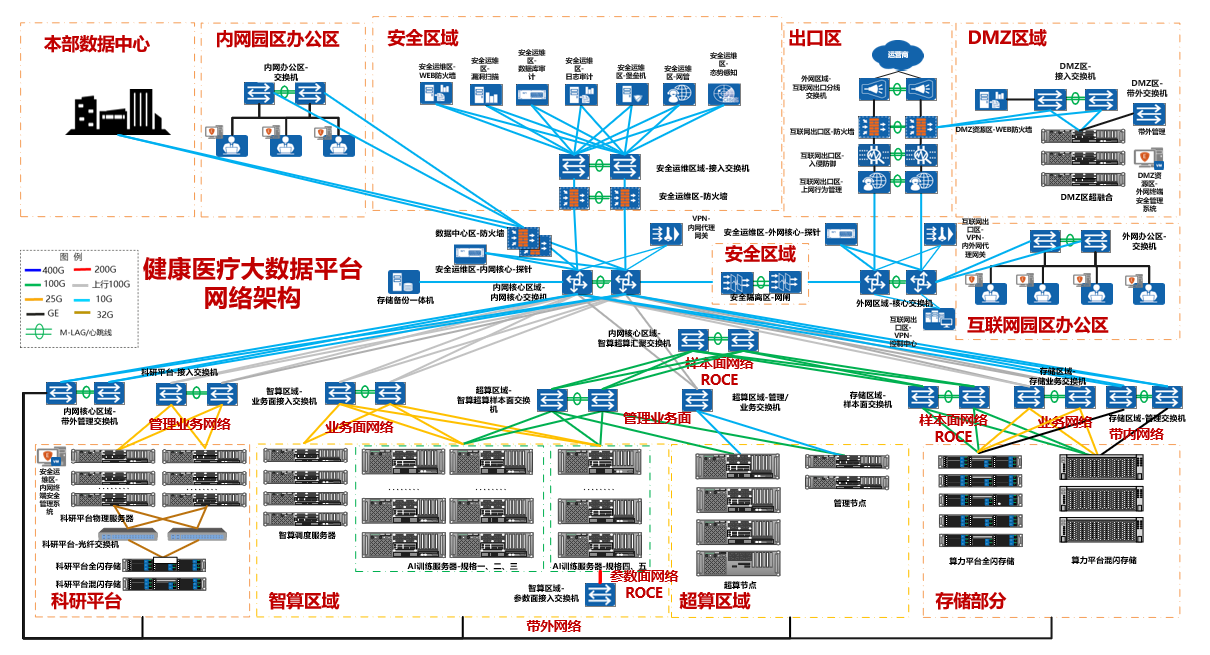 本部数据中心
内网园区办公区
内网办公区-
交换机
安全区域
安全运维区-
WEB防火墙
安全运维
区-
漏洞扫描
安全运维
区-
数据库审
计
安全运维
区-
日志审计
安全运维
区-堡垒机
安全运维
区-网管
安全运维
区-
态势感知
安全运维区域-接入交换机
安全运维区-防火墙
出口区
运营商
外网区域-
互联网出口分线
交换机
互联网出口区-防火墙
互联网出口区-
入侵防御
互联网出口区-
上网行为管理
DMZ区域
DMZ区-
接入交换机
DMZ区-
带外交换机
DMZ资源区-WEB防火墙
带外管理
DMZ区超融合
DMZ资
源区-
外网终端
安全管理
系统
图 例
400G
200G
100G
上行100G
25G
10G
GE
32G
M-LAG/心跳线
健康医疗大数据平台
网络架构
数据中心区-防火墙
安全运维区-内网核心-探针
存储备份一体机
内网核心区域-
内网核心交换机
VPN-
内网代理
网关
安全运维区-外网核心-探针
安全区域
安全隔离区-网闸
外网区域-核心交换机
互联网出
口区-
VPN-
内外网代
理网关
互联网出
口区-
VPN-
控制中心
外网办公区-
交换机
互联网园区办公区
内网核心区域-
智算超算汇聚交换机
样本面网络
ROCE
科研平台-接入交换机
内网核心区域-
带外管理交换机
管理业务网络
智算区域-
业务面接入交换机
业务面网络
超算区域-
智算超算样本面交换
机
管理业务面
超算区域-管理/
业务交换机
存储区域-
样本面交换机
样本面网络
ROCE
存储区域-
存储业务交换机
业务网络
存储区域-管理交换机
带内网络
安全运
维区-
内网终
端安全
管理系
统
科研平台物理服务器
科研平台-光纤交换机
科研平台全闪存储
科研平台混闪存储
科研平台
智算调度服务器
AI训练服务器-规格一、二、三
AI训练服务器-规格四、五
智算区域-
参数面接入交换机
参数面网络
ROCE
智算区域
管理节点
超算节点
超算区域
算力平台全闪存储
算力平台混闪存储
存储部分
带外网络